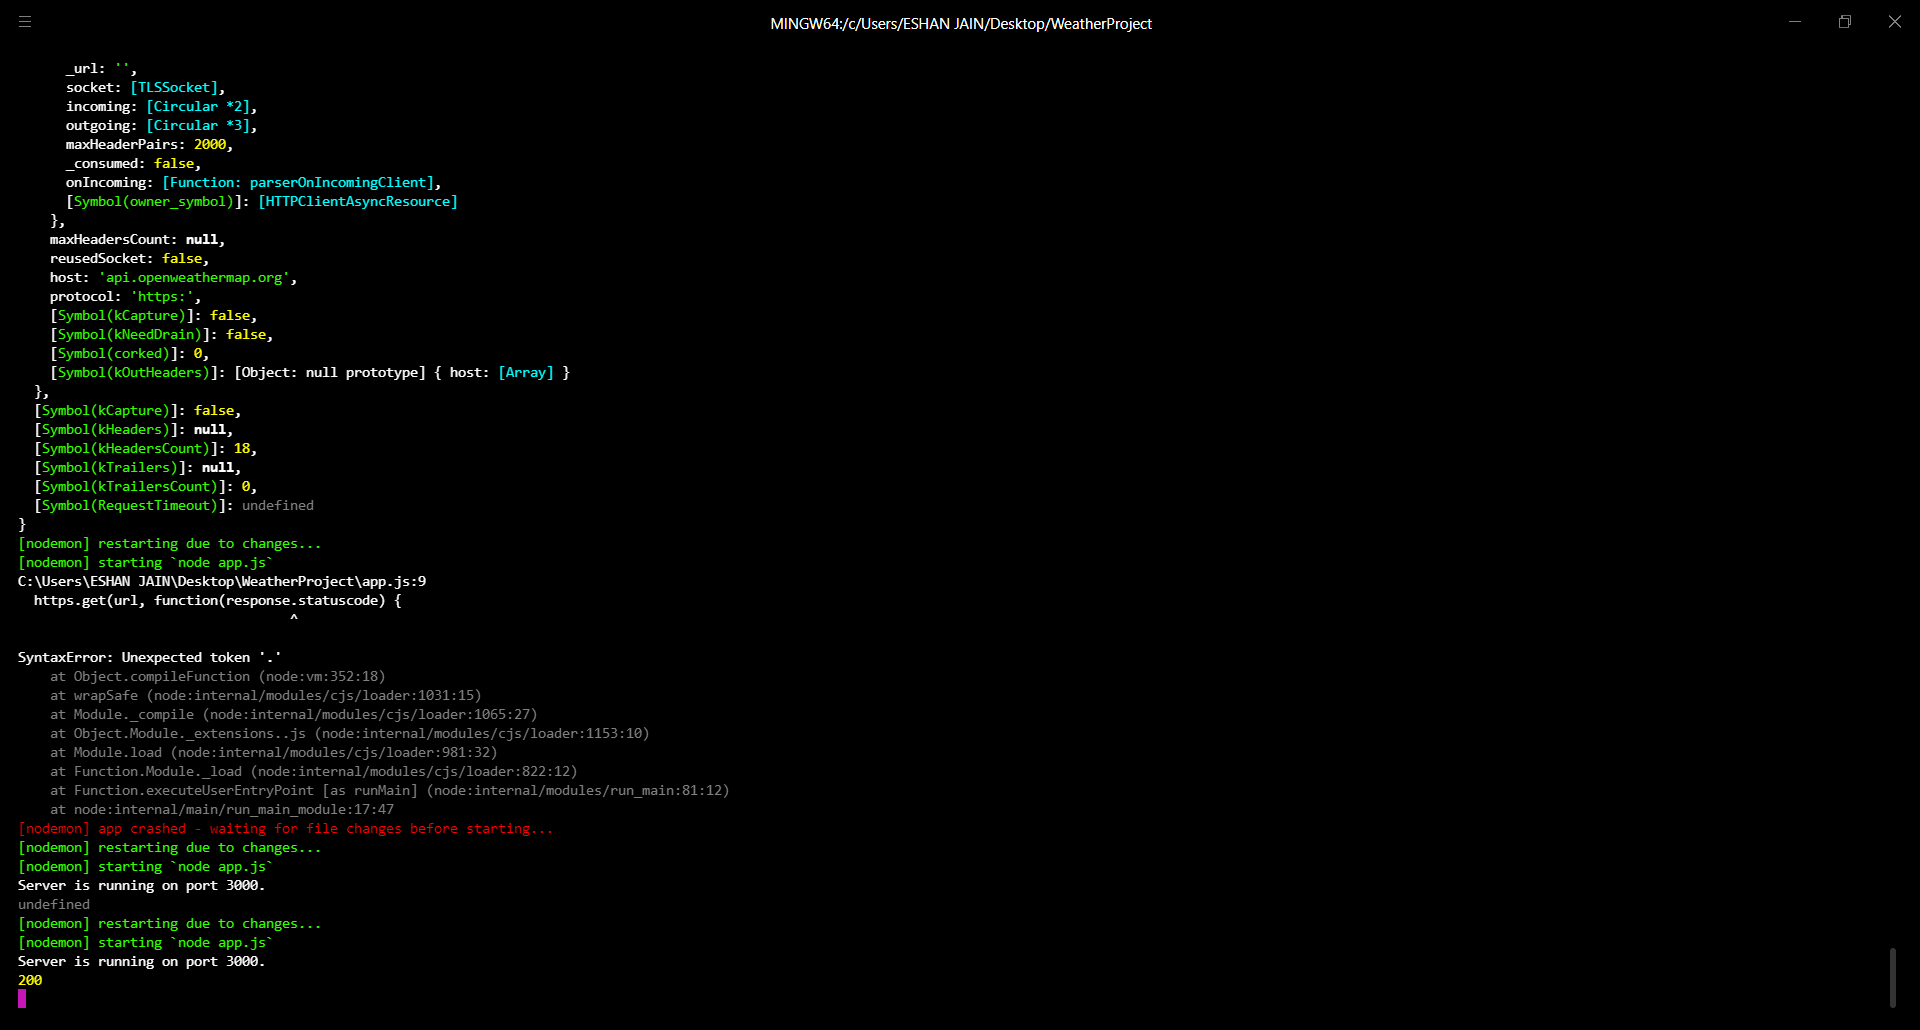 MINGW64:/c/Users/ESHAN JAIN/Desktop/WeatherProject
_url: '',
socket: [TLSSocket],
incoming: [Circular *2],
outgoing: [Circular *3],
maxHeaderPairs: 2000,
_consumed: false,
onIncoming: [Function: parserOnIncomingClient],
[Symbol(owner_symbol)]: [HTTPClientAsyncResource]
},
maxHeadersCount: null,
reusedSocket: false,
host: 'api.openweathermap.org',
protocol: 'https:',
[Symbol(kCapture)]: false,
[Symbol(kNeedDrain)]: false,
[Symbol(corked)]: 0,
[Symbol(kOutHeaders)]: [Object: null prototype] { host: [Array] }
},
[Symbol(kCapture)]: false,
[Symbol(kHeaders)]: null,
[Symbol(kHeadersCount)]: 18,
[Symbol(kTrailers)]: null,
[Symbol(kTrailersCount)]: 0,
[Symbol(RequestTimeout)]: undefined
}
[nodemon] restarting due to changes...
[nodemon] starting `node app.js`
C:\Users\ESHAN JAIN\Desktop\WeatherProject\app.js:9
https.get(url, function(response.statuscode) {
^
SyntaxError: Unexpected token '.'
at Object.compileFunction (node:vm:352:18)
at wrapSafe (node:internal/modules/cjs/loader:1031:15)
at Module._compile (node:internal/modules/cjs/loader:1065:27)
at Object.Module._extensions..js (node:internal/modules/cjs/loader:1153:10)
at Module.load (node:internal/modules/cjs/loader:981:32)
at Function.Module._load (node:internal/modules/cjs/loader:822:12)
at Function.executeUserEntryPoint [as runMain] (node:internal/modules/run_main:81:12)
at node:internal/main/run_main_module:17:47
[nodemon] app crashed - waiting for file changes before starting...
[nodemon] restarting due to changes...
[nodemon] starting `node app.js`
Server is running on port 3000.
undefined
[nodemon] restarting due to changes...
[nodemon] starting `node app.js`
Server is running on port 3000.
200